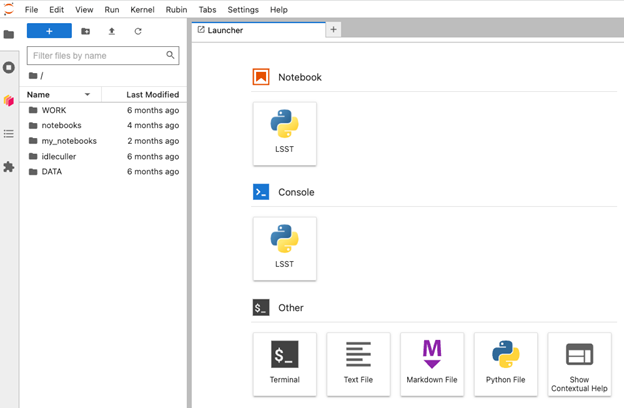 File Edit View Run Kernel Rubin Tabs Settings Help
+
Filter files by name
/
Name Last Modified
WORK 6 months ago
notebooks 4 months ago
my_notebooks 2 months ago
idleculler 6 months ago
DATA 6 months ago
Launcher +
Notebook
LSST
>_ Console
LSST
$_ Other
$_ M
Terminal Text File Markdown File Python File Show
Contextual Help